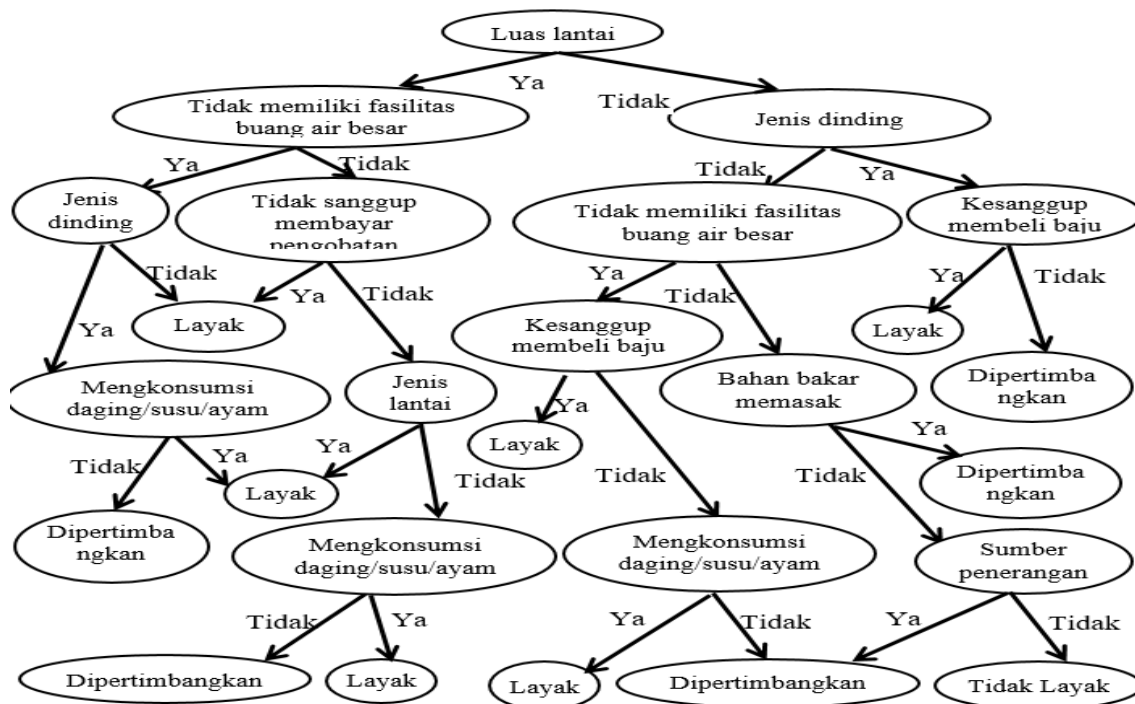 Luas lantai
Ya
Tidak
Tidak memiliki fasilitas
buang air besar
Jenis dinding
Ya
Tidak
Tidak
Ya
Jenis
dinding
Tidak sanggup
membayar
pengobatan
Tidak memiliki fasilitas
buang air besar
Kesanggup
membeli baju
Tidak
Ya
Ya
Tidak
Ya
Tidak
Ya
Tidak
Layak
Kesanggup
membeli baju
Layak
Mengkonsumsi
daging/susu/ayam
Jenis
lantai
Bahan bakar
memasak
Dipertimba
ngkan
Ya
Layak
Ya
Tidak
Ya
Ya
Tidak
Tidak
Tidak
Layak
Dipertimba
ngkan
Dipertimba
ngkan
Mengkonsumsi
daging/susu/ayam
Mengkonsumsi
daging/susu/ayam
Sumber
penerangan
Tidak
Ya
Ya
Tidak
Ya
Tidak
Dipertimbangkan
Layak
Layak
Dipertimbangkan
Tidak Layak